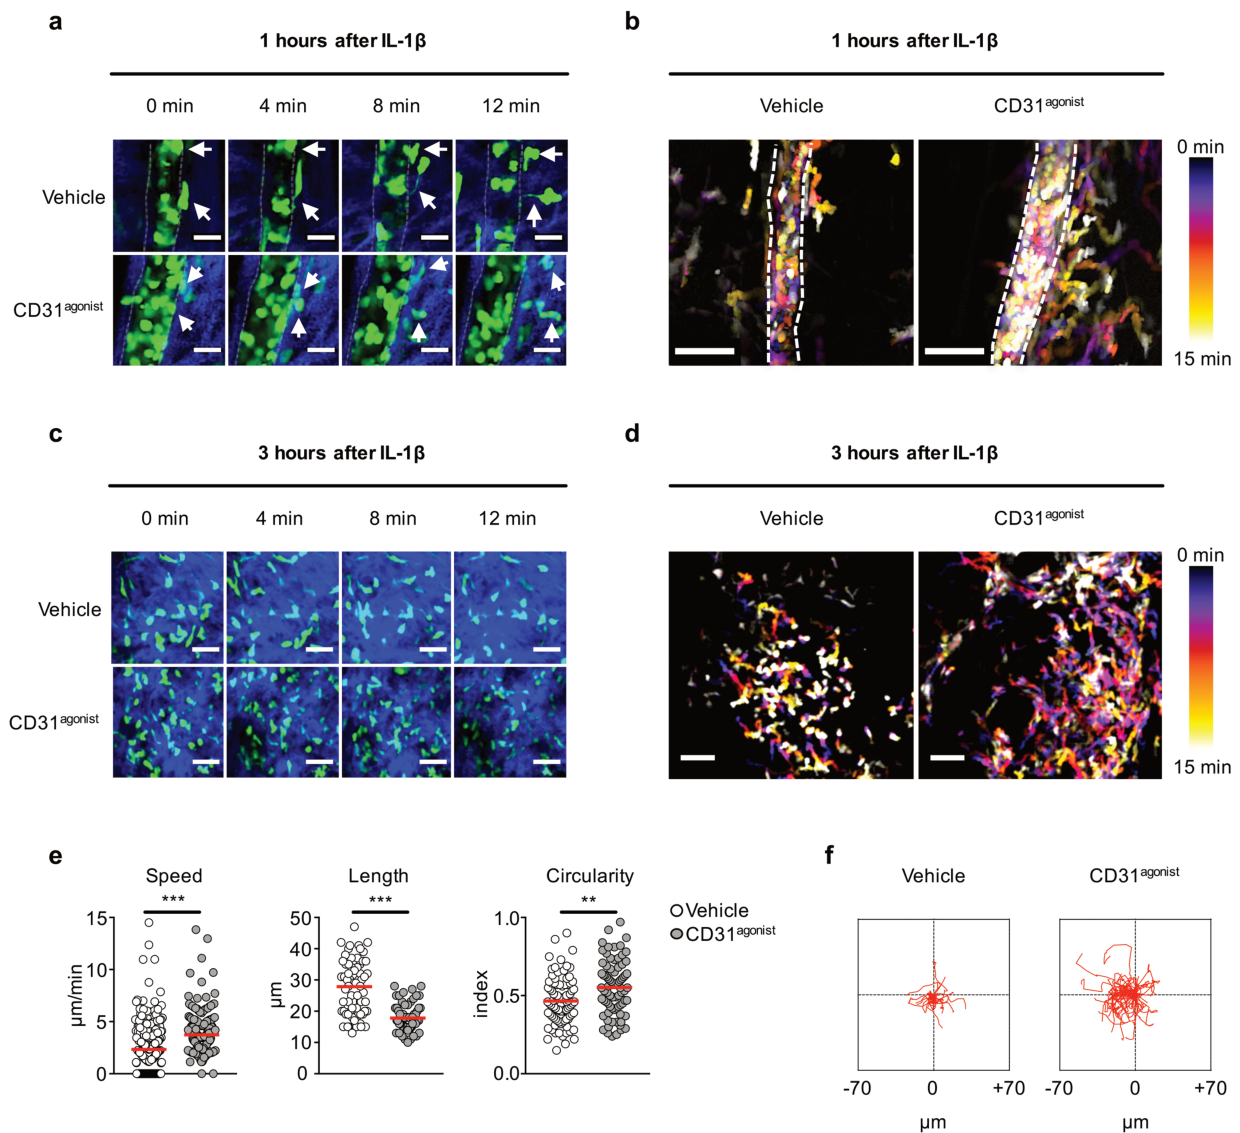 a
1 hours after IL-1β
0 min 4 min 8 min 12 min
Vehicle
CD31agonist
b
1 hours after IL-1β
Vehicle CD31agonist
0 min
15 min
c
3 hours after IL-1β
0 min 4 min 8 min 12 min
Vehicle
CD31agonist
d
3 hours after IL-1β
Vehicle CD31agonist
0 min
15 min
e
Speed
***
15
10
5
0
µm/min
Length
***
50
40
30
20
10
0
µm
Circularity
**
1.0
0.5
0.0
index
Vehicle
CD31agonist
f
Vehicle CD31agonist
-70 0 +70 -70 0 +70
µm µm